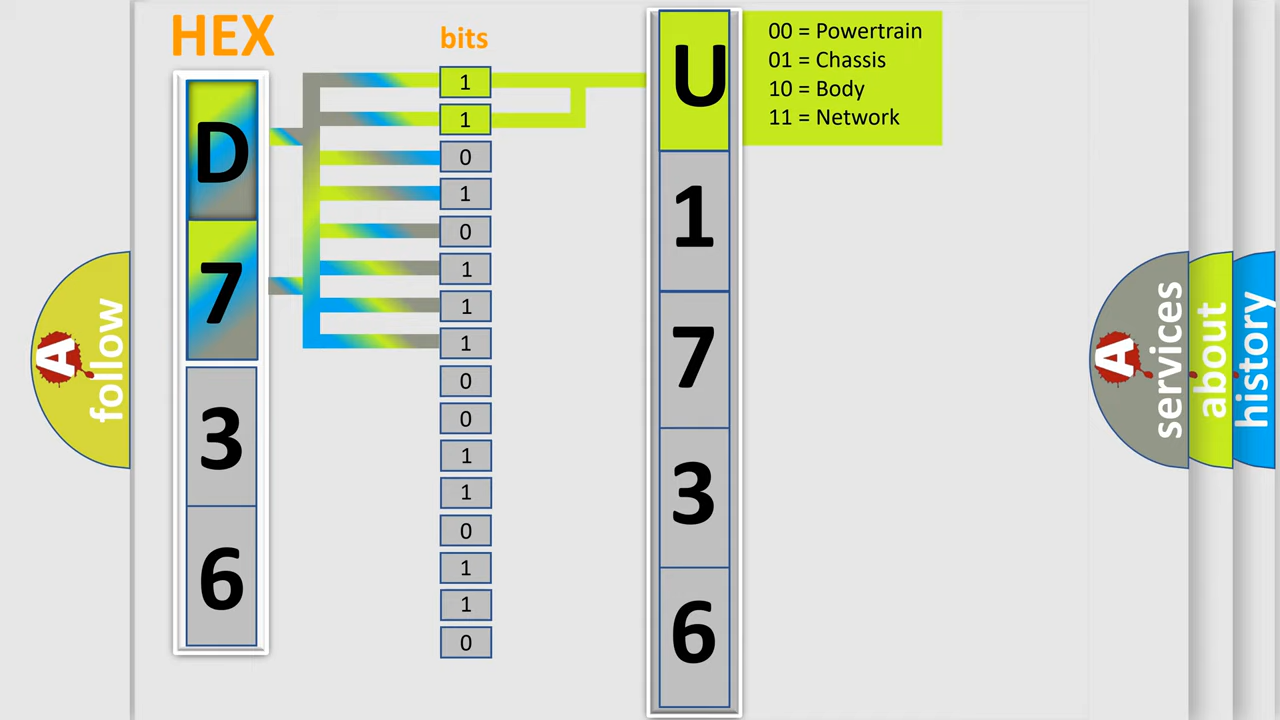 HEX
bits
D
7
3
6
1
1
0
1
0
1
1
1
0
0
1
1
0
1
1
0
U
1
7
3
6
00 = Powertrain
01 = Chassis
10 = Body
11 = Network
A
follow
A
services
about
history